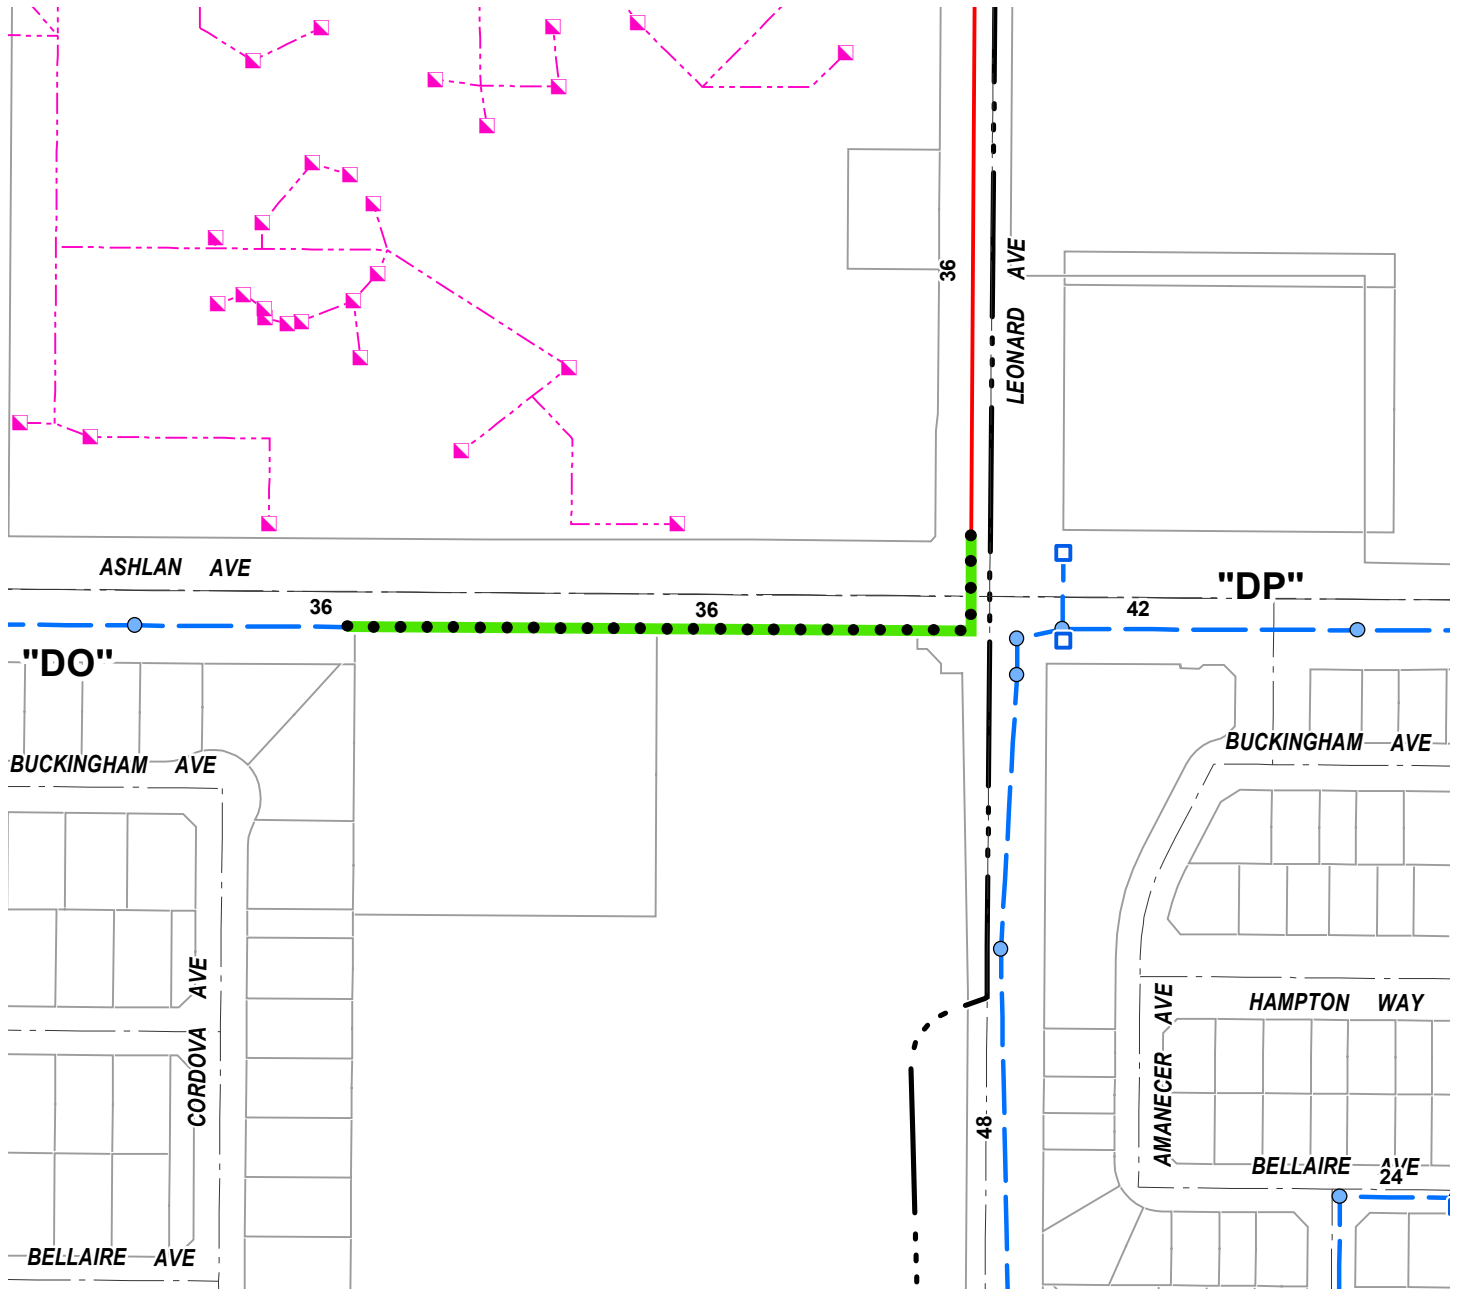 36
LEONARD AVE
ASHLAN AVE
"DP"
36
36
42
"DO"
BUCKINGHAM AVE
BUCKINGHAM AVE
CORDOVA AVE
HAMPTON WAY
AMANECER AVE
48
BELLAIRE AVE
24
BELLAIRE AVE